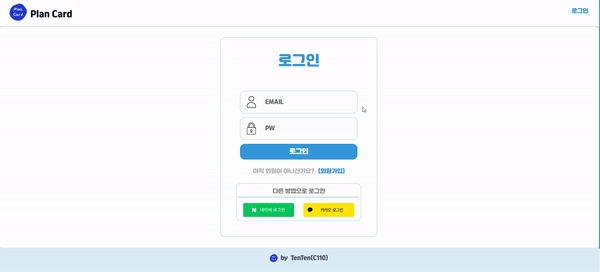 Plan
Card
Plan Card
로그인
로그인
EMAIL
PW
로그인
아직 회원이 아니신가요? [회원가입]
다른 방법으로 로그인
N 네이버 로그인
카카오 로그인
by TenTen(C110)